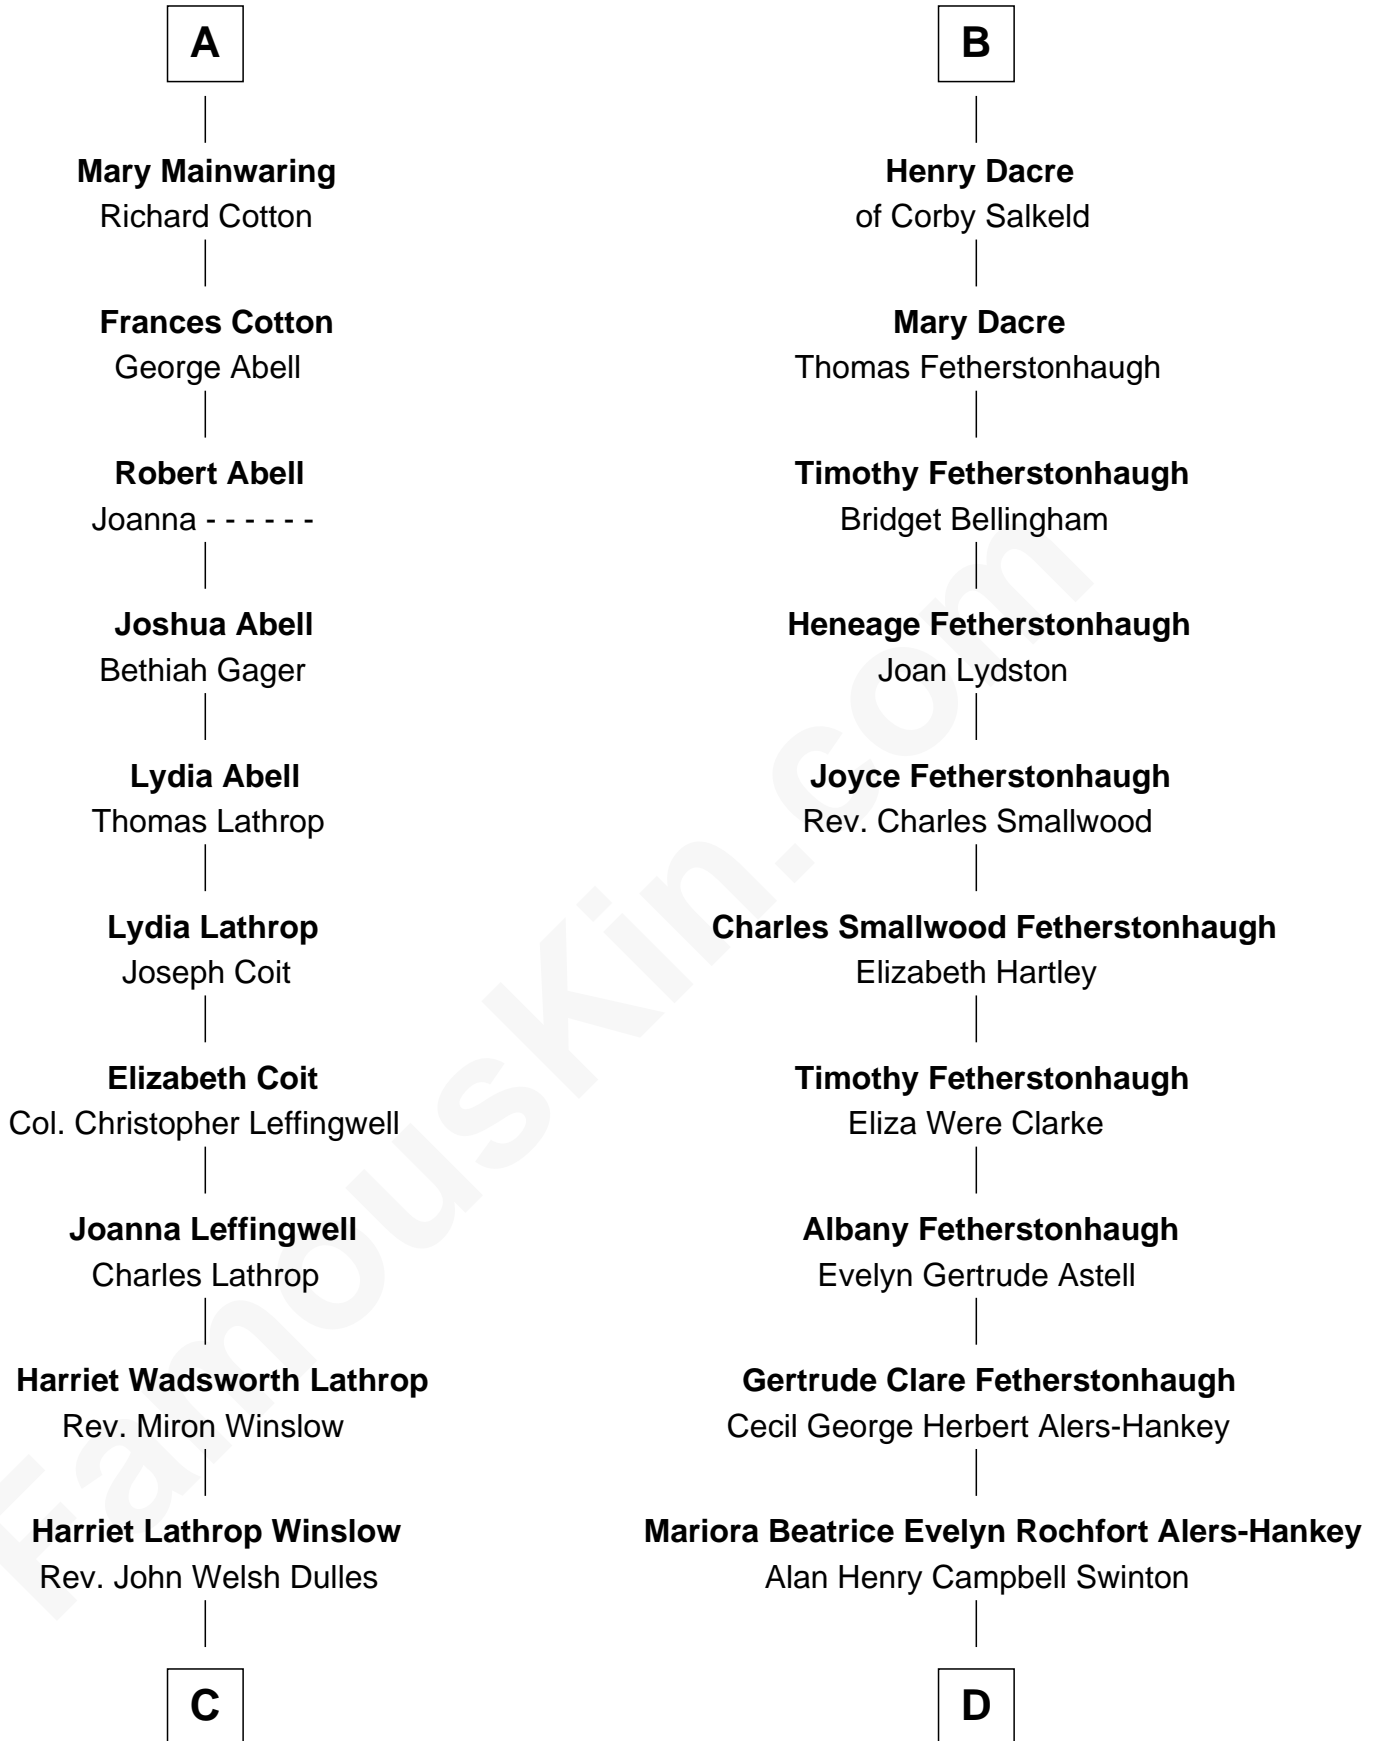 A
Mary Mainwaring
Richard Cotton
Frances Cotton
George Abell
Robert Abell
Joanna - - - - - -
Joshua Abell
Bethiah Gager
Lydia Abell
Thomas Lathrop
Lydia Lathrop
Joseph Coit
Elizabeth Coit
Col. Christopher Leffingwell
Joanna Leffingwell
Charles Lathrop
Harriet Wadsworth Lathrop
Rev. Miron Winslow
Harriet Lathrop Winslow
Rev. John Welsh Dulles
C
B
Henry Dacre
of Corby Salkeld
Mary Dacre
Thomas Fetherstonhaugh
Timothy Fetherstonhaugh
Bridget Bellingham
Heneage Fetherstonhaugh
Joan Lydston
Joyce Fetherstonhaugh
Rev. Charles Smallwood
Charles Smallwood Fetherstonhaugh
Elizabeth Hartley
Timothy Fetherstonhaugh
Eliza Were Clarke
Albany Fetherstonhaugh
Evelyn Gertrude Astell
Gertrude Clare Fetherstonhaugh
Cecil George Herbert Alers-Hankey
Mariora Beatrice Evelyn Rochfort Alers-Hankey
Alan Henry Campbell Swinton
D
FamousKin.com